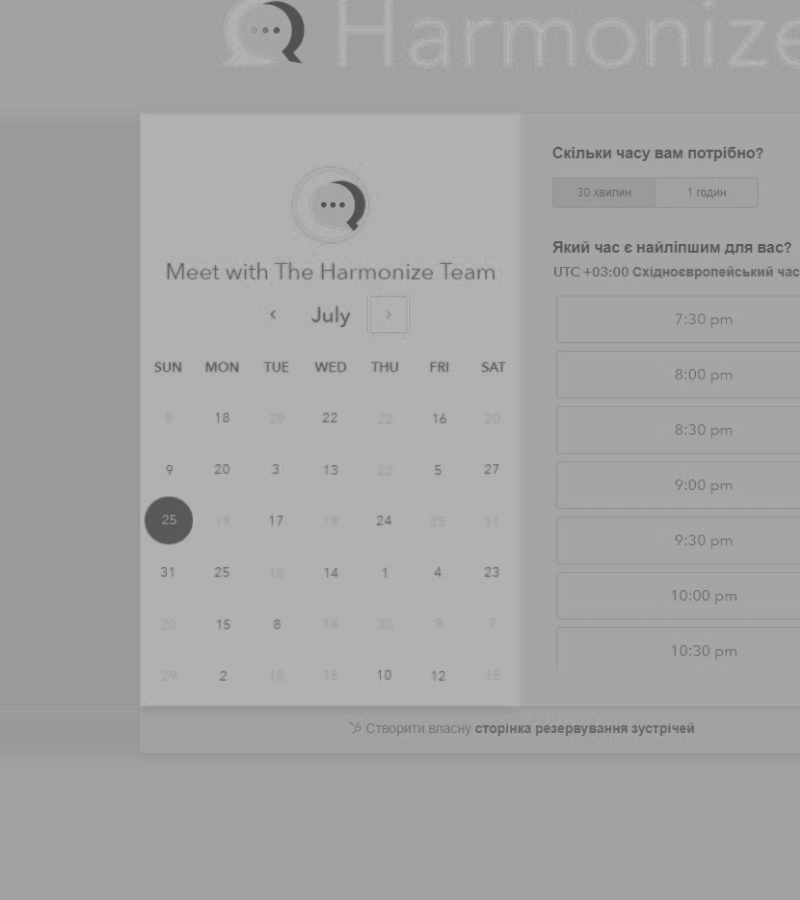 Harmonize
Meet with The Harmonize Team
‹ July ›
SUN MON TUE WED THU FRI SAT
8 18 29 22 22 16 20
9 20 3 13 22 5 27
25 19 17 19 24 25 11
31 25 18 14 1 4 23
20 15 8 14 30 9 7
29 2 18 15 10 12 15
Скільки часу вам потрібно?
30 хвилин 1 годин
Який час є найліпшим для вас?
UTC +03:00 Східноєвропейський час
7:30 pm
8:00 pm
8:30 pm
9:00 pm
9:30 pm
10:00 pm
10:30 pm
Створити власну сторінка резервування зустрічей